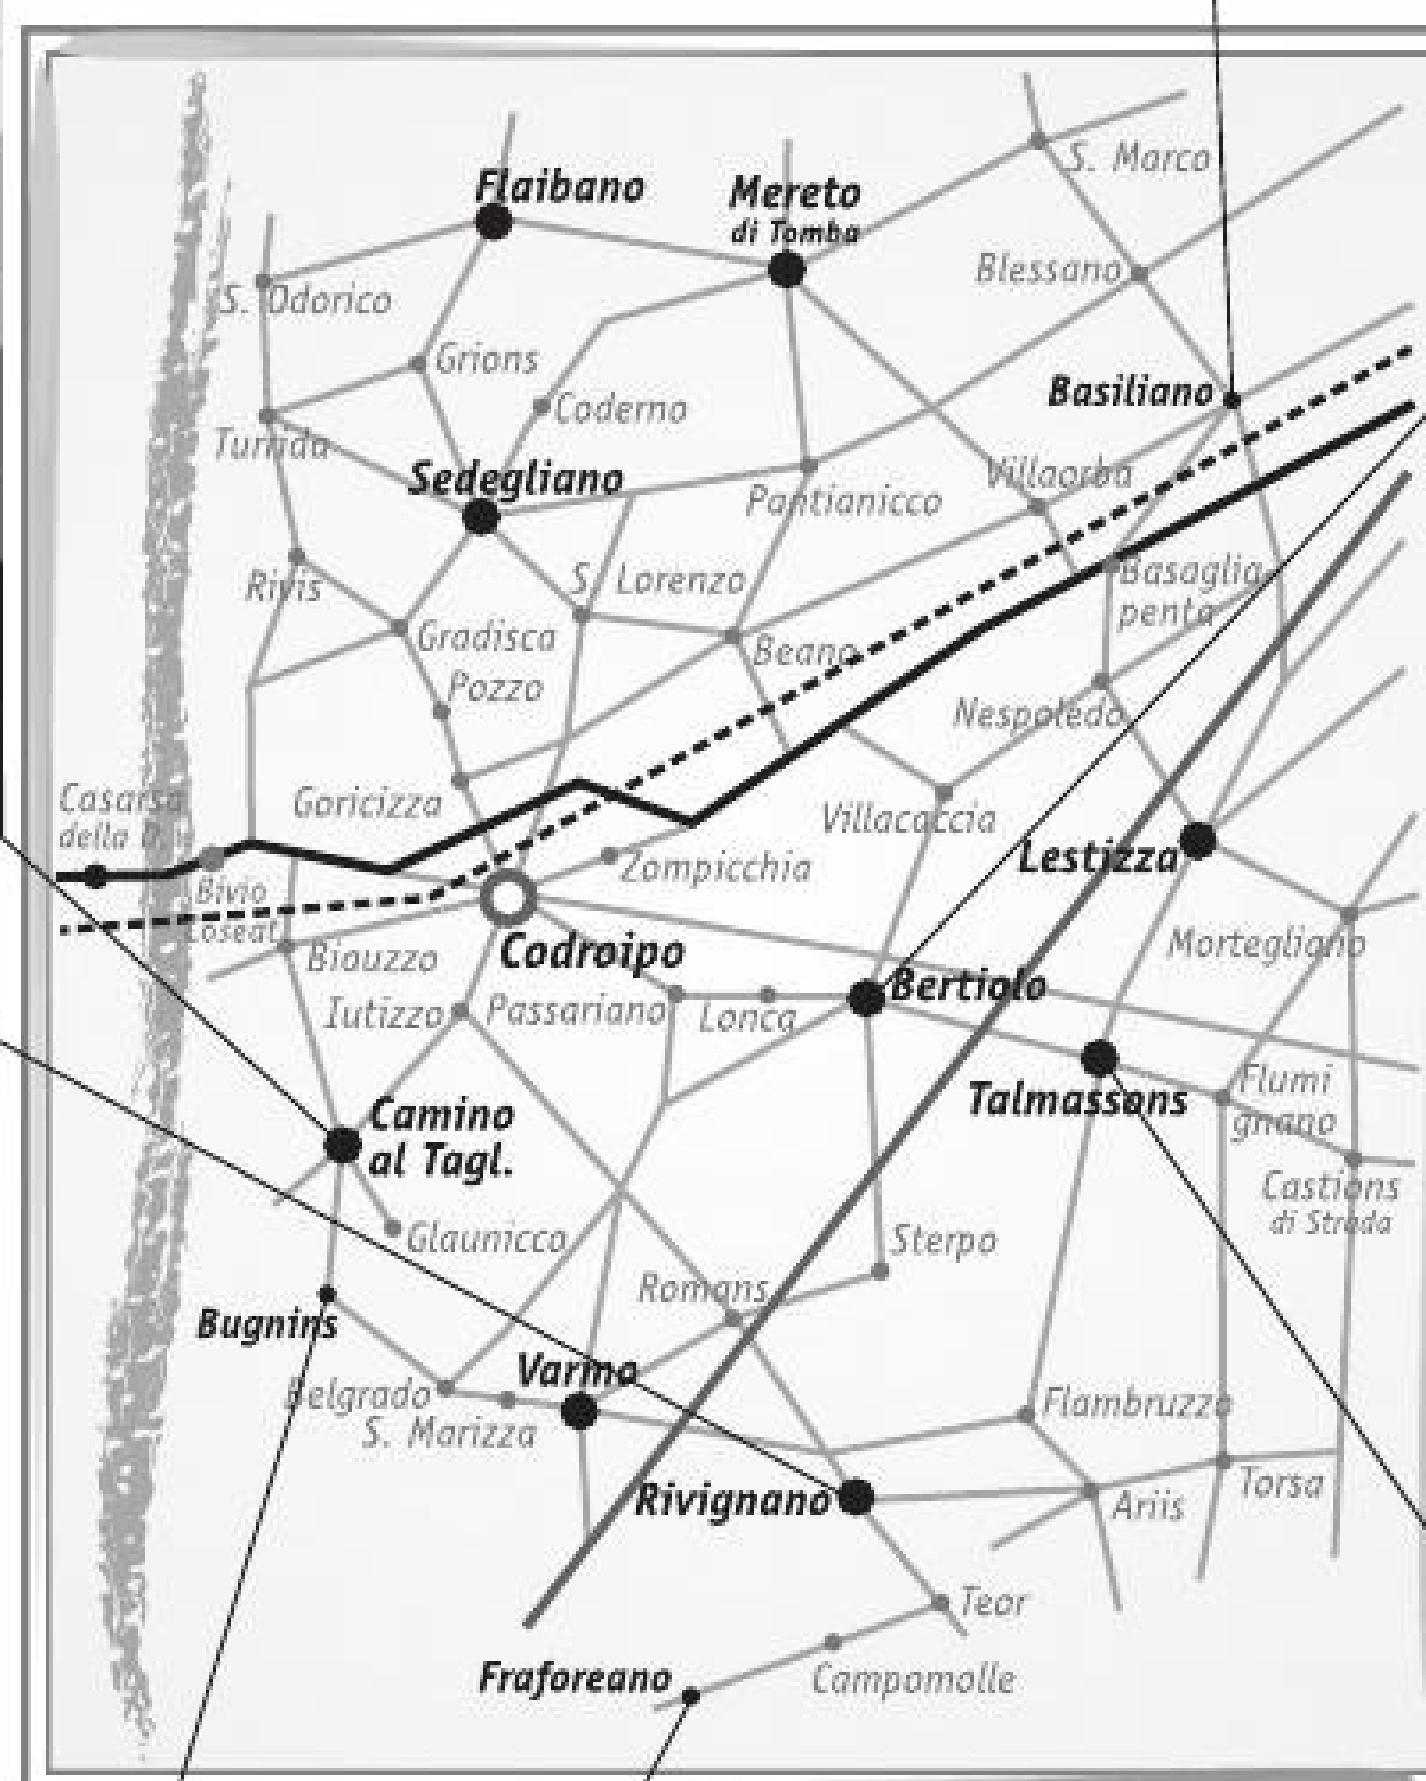 S. Marco
Flaibano
Mereto
di Tomba
Blessano
S. Odorico
Grions
Coderno
Basiliano
Turrida
Sedegliano
Villaorba
Pantianicco
Rivis
S. Lorenzo
Basaglia
penta
Gradisca
Beano
Pozzo
Nespoledo
Casarsa
della D.
Goricizza
Villacaccia
Lestizza
Zompicchia
Bivio
Coseat
Biauzzo
Codroipo
Mortegliano
Bertiolo
Iutizzo
Passariano
Lonca
Talmassons
Flumi
gnano
Camino
al Tagl.
Castions
di Strada
Glaunicco
Sterpo
Romans
Bugnins
Varmo
Belgrado
S. Marizza
Flambruzzo
Rivignano
Ariis
Torsa
Teor
Fraforeano
Campomolle